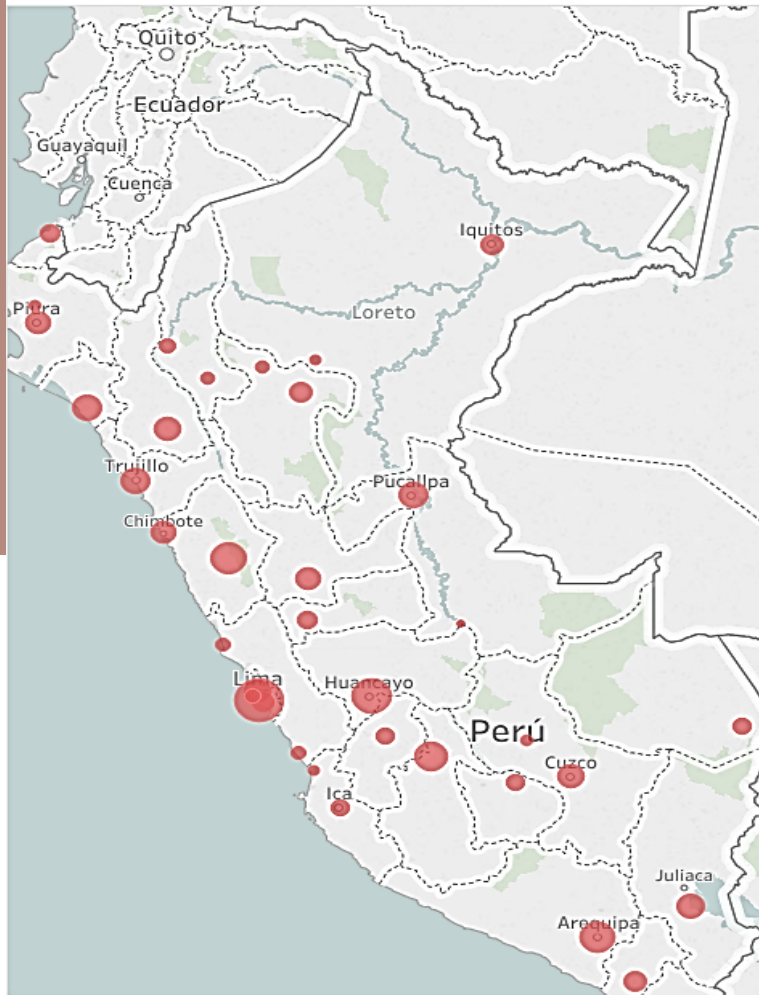 Quito
Ecuador
Guayaquil
Cuenca
Iquitos
Piura
Loreto
Trujillo
Pucallpa
Chimbote
Lima
Huancayo
Perú
Cuzco
Ica
Juliaca
Arequipa